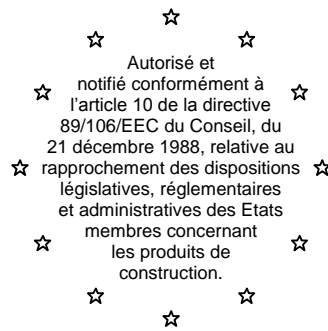 Autorisé et
notifié conformément à
l'article 10 de la directive
89/106/EEC du Conseil, du
21 décembre 1988, relative au
rapprochement des dispositions
législatives, réglementaires
et administratives des Etats
membres concernant
les produits de
construction.